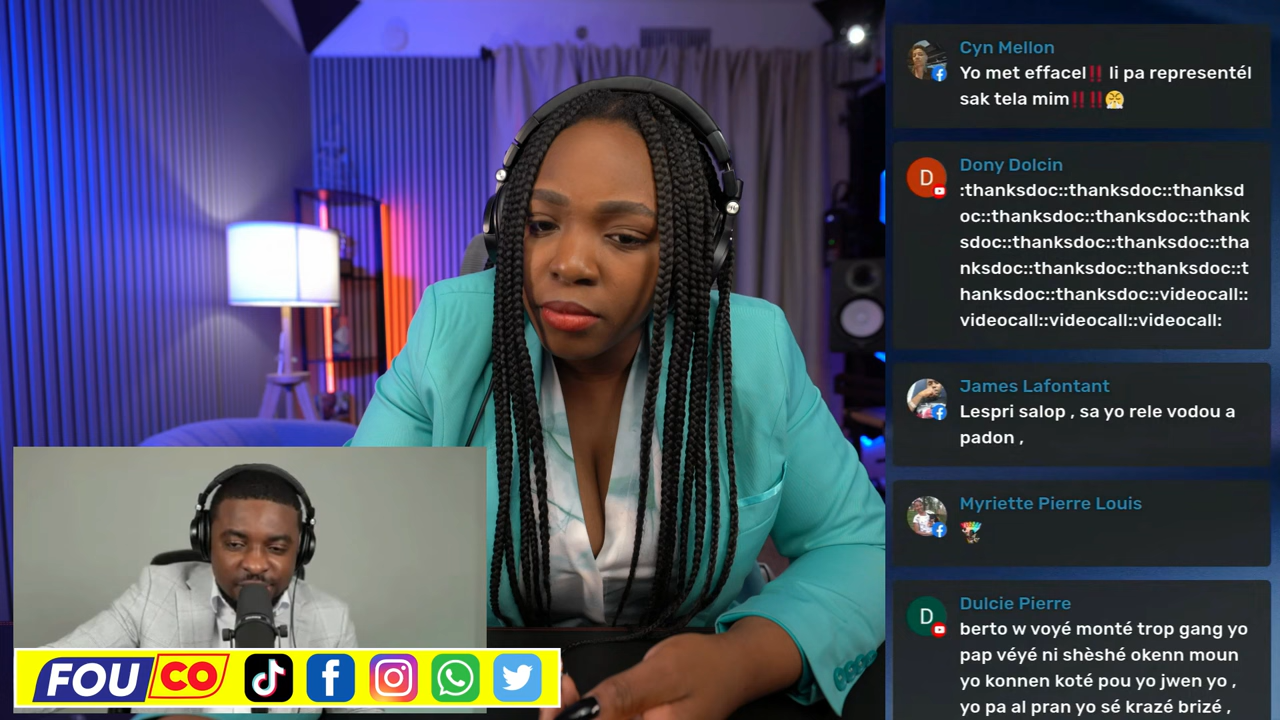 Cyn Mellon
Yo met effacel‼️ li pa representél
sak tela mim‼️‼️😤
D
Dony Dolcin
:thanksdoc::thanksdoc::thanksd
oc::thanksdoc::thanksdoc::thank
sdoc::thanksdoc::thanksdoc::tha
nksdoc::thanksdoc::thanksdoc::t
hanksdoc::thanksdoc::videocall::
videocall::videocall::videocall:
James Lafontant
Lespri salop , sa yo rele vodou a
padon ,
Myriette Pierre Louis
D
Dulcie Pierre
berto w voyé monté trop gang yo
pap véyé ni shèshé okenn moun
yo konnen koté pou yo jwen yo ,
yo pa al pran yo sé krazé brizé ,
FOUCO